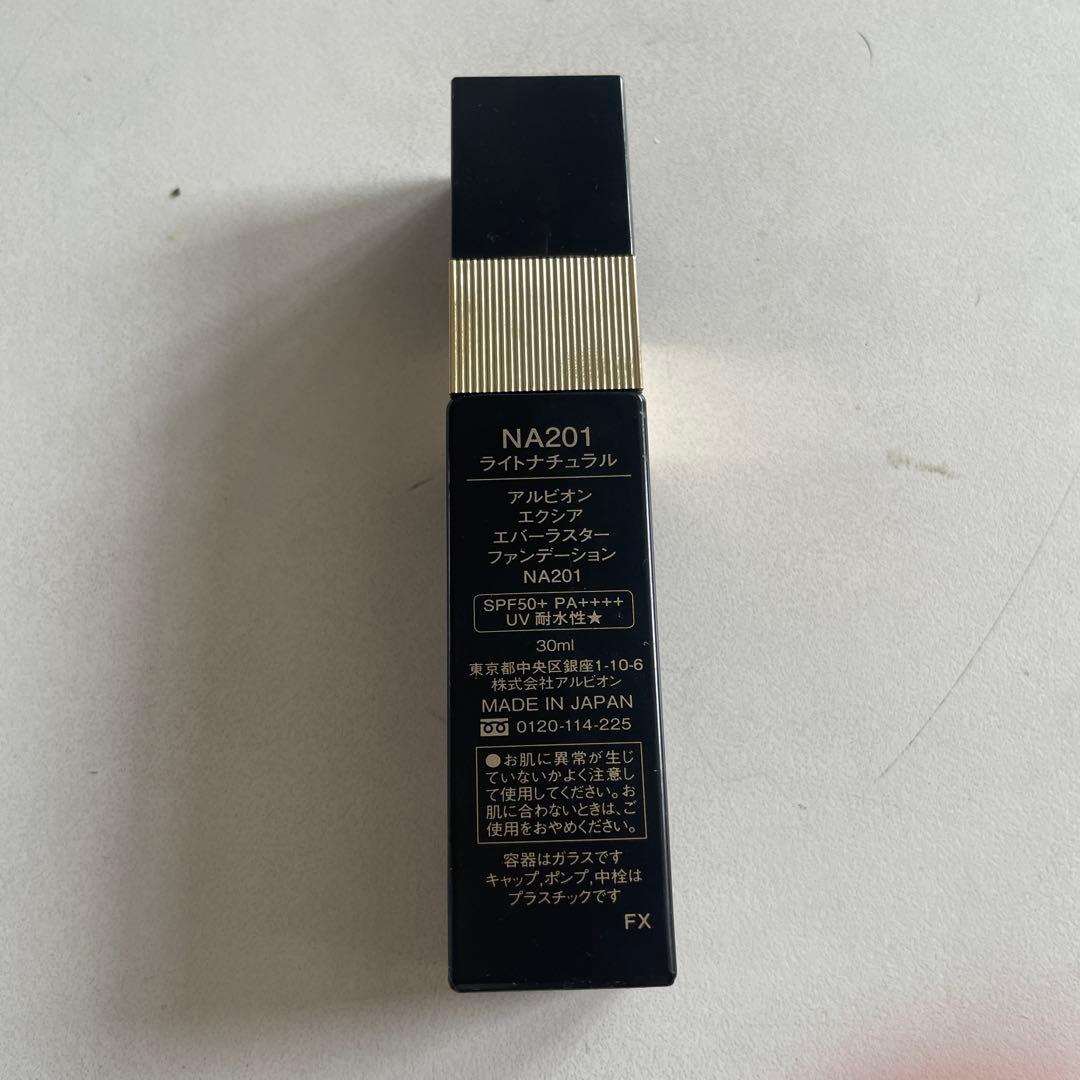 NA201
ライトナチュラル
アルビオン
エクシア
エバーラスター
ファンデーション
NA201
SPF50+ PA++++
UV 耐水性★
30ml
東京都中央区銀座1-10-6
株式会社アルビオン
MADE IN JAPAN
0120-114-225
●お肌に異常が生じ
ていないかよく注意し
て使用してください。お
肌に合わないときは、ご
使用をおやめください。
容器はガラスです
キャップ,ポンプ,中栓は
プラスチックです
FX